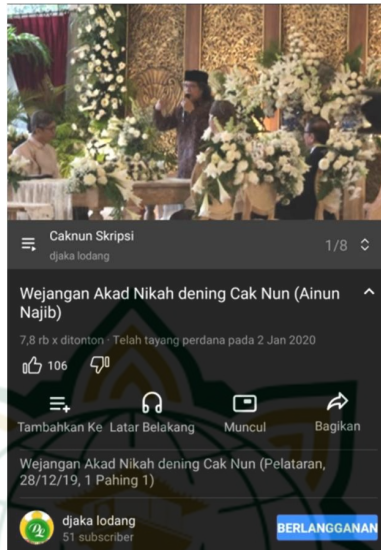 Caknun Skripsi
djaka lodang
1/8
Wejangan Akad Nikah dening Cak Nun (Ainun
Najib)
7,8 rb x ditonton · Telah tayang perdana pada 2 Jan 2020
106
Tambahkan Ke Latar Belakang Muncul Bagikan
Wejangan Akad Nikah dening Cak Nun (Pelataran,
28/12/19, 1 Pahing 1)
djaka lodang
51 subscriber
BERLANGGANAN